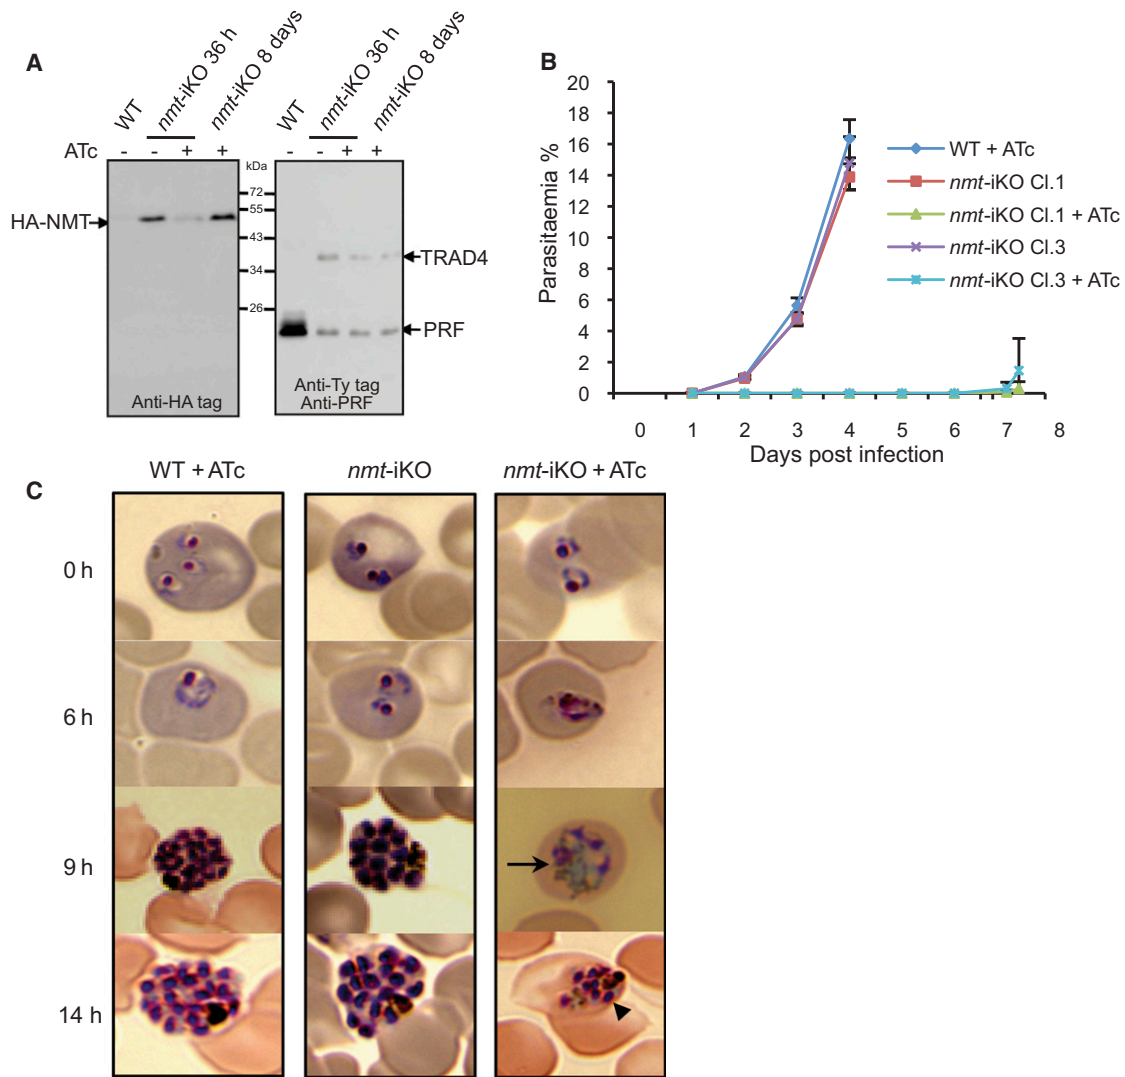 A
WT
nmt-iKO 36 h
nmt-iKO 8 days
WT
nmt-iKO 36 h
nmt-iKO 8 days
ATc - - + + - - + +
kDa
72
55
43
34
26
HA-NMT
TRAD4
PRF
Anti-HA tag
Anti-Ty tag
Anti-PRF
B
Parasitaemia %
20
18
16
14
12
10
8
6
4
2
0
0 1 2 3 4 5 6 7 8
Days post infection
WT + ATc
nmt-iKO Cl.1
nmt-iKO Cl.1 + ATc
nmt-iKO Cl.3
nmt-iKO Cl.3 + ATc
C
WT + ATc nmt-iKO nmt-iKO + ATc
0 h
6 h
9 h
14 h